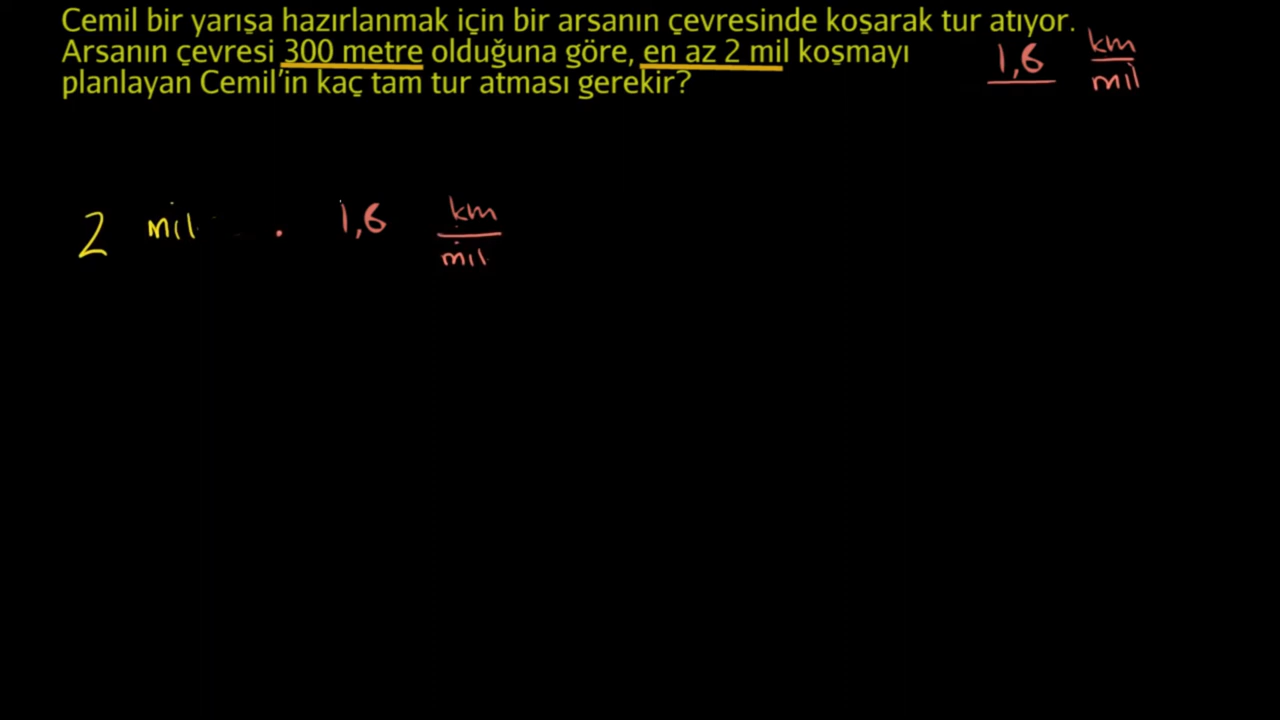 Cemil bir yarışa hazırlanmak için bir arsanın çevresinde koşarak tur atıyor.
Arsanın çevresi 300 metre olduğuna göre, en az 2 mil koşmayı
planlayan Cemil'in kaç tam tur atması gerekir?
1,6 km
mil
2 mil . 1,6 km
mil